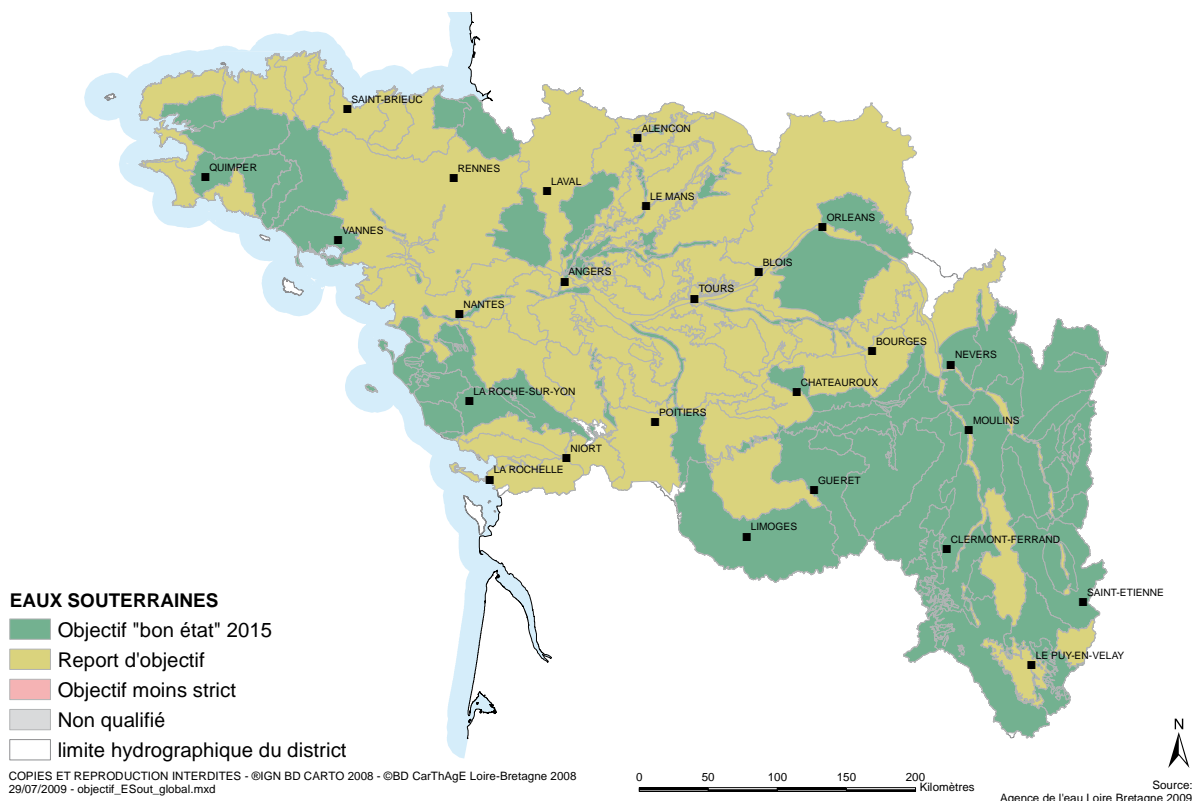 SAINT-BRIEUC
ALENCON
QUIMPER
RENNES
LAVAL
LE MANS
VANNES
ORLEANS
ANGERS
BLOIS
TOURS
NANTES
BOURGES
NEVERS
LA ROCHE-SUR-YON
CHATEAUROUX
POITIERS
MOULINS
NIORT
LA ROCHELLE
GUERET
LIMOGES
CLERMONT-FERRAND
SAINT-ETIENNE
LE PUY-EN-VELAY
EAUX SOUTERRAINES
Objectif "bon état" 2015
Report d'objectif
Objectif moins strict
Non qualifié
limite hydrographique du district
COPIES ET REPRODUCTION INTERDITES - ®IGN BD CARTO 2008 - ©BD CarThAgE Loire-Bretagne 2008
29/07/2009 - objectif_ESout_global.mxd
0 50 100 150 200
Kilomètres
N
Source:
Agence de l'eau Loire Bretagne 2009